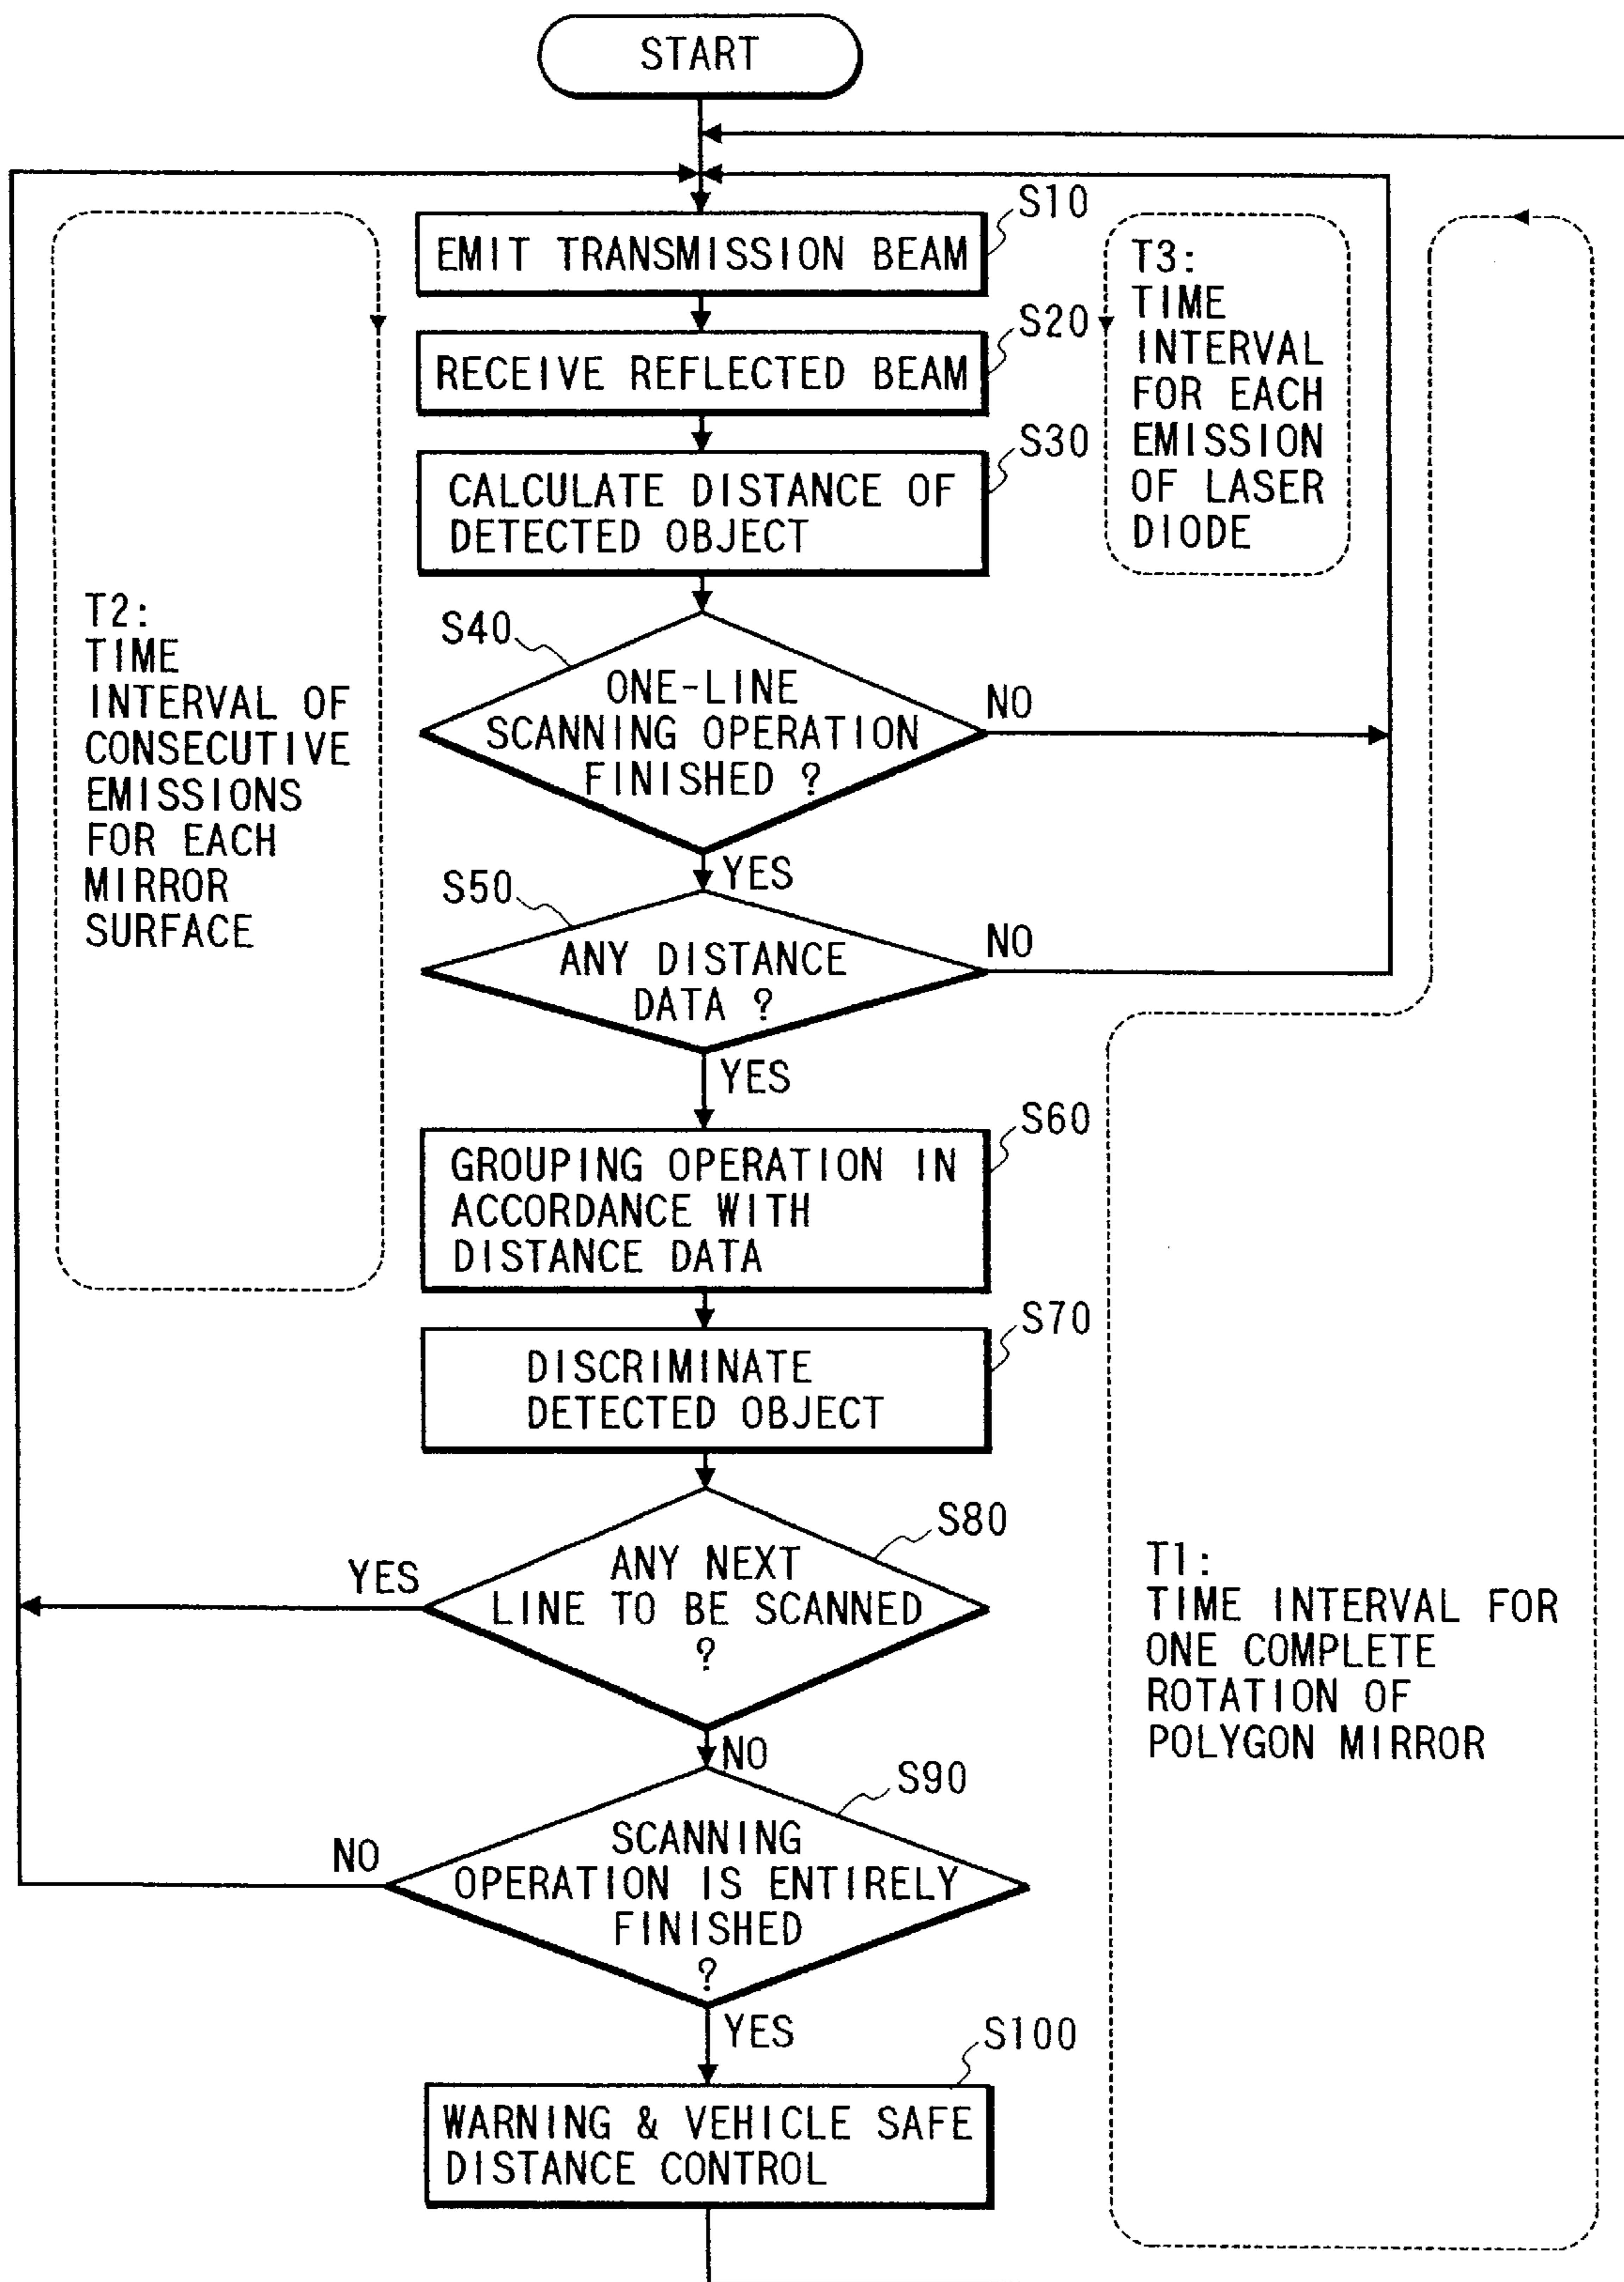 START
S10
EMIT TRANSMISSION BEAM
S20
RECEIVE REFLECTED BEAM
S30
CALCULATE DISTANCE OF
DETECTED OBJECT
T3:
TIME
INTERVAL
FOR EACH
EMISSION
OF LASER
DIODE
T2:
TIME
INTERVAL OF
CONSECUTIVE
EMISSIONS
FOR EACH
MIRROR
SURFACE
S40
ONE-LINE
SCANNING OPERATION
FINISHED ?
NO
YES
S50
ANY DISTANCE
DATA ?
NO
YES
S60
GROUPING OPERATION IN
ACCORDANCE WITH
DISTANCE DATA
S70
DISCRIMINATE
DETECTED OBJECT
S80
ANY NEXT
LINE TO BE SCANNED
?
YES
NO
T1:
TIME INTERVAL FOR
ONE COMPLETE
ROTATION OF
POLYGON MIRROR
S90
SCANNING
OPERATION IS ENTIRELY
FINISHED
?
NO
YES
S100
WARNING & VEHICLE SAFE
DISTANCE CONTROL